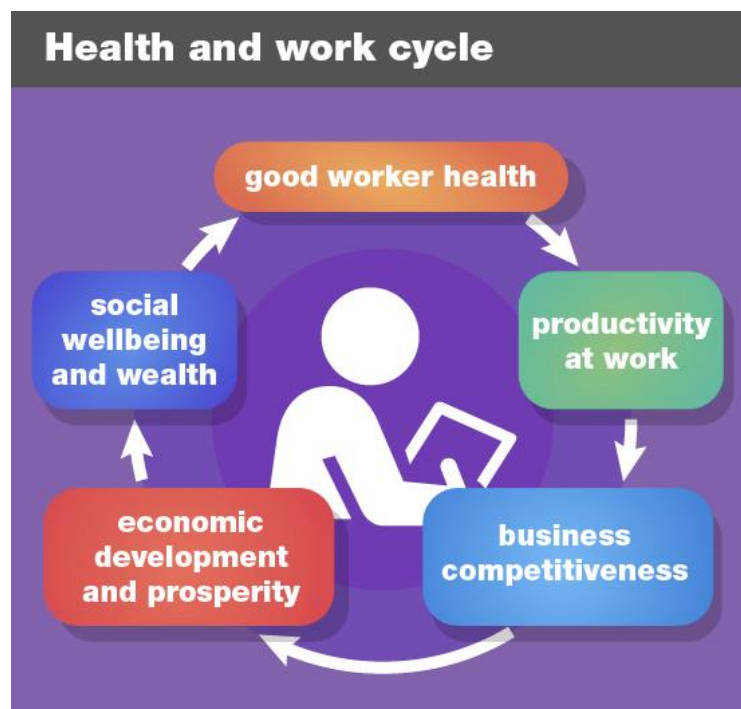 Health and work cycle
good worker health
productivity
at work
business
competitiveness
economic
development
and prosperity
social
wellbeing
and wealth